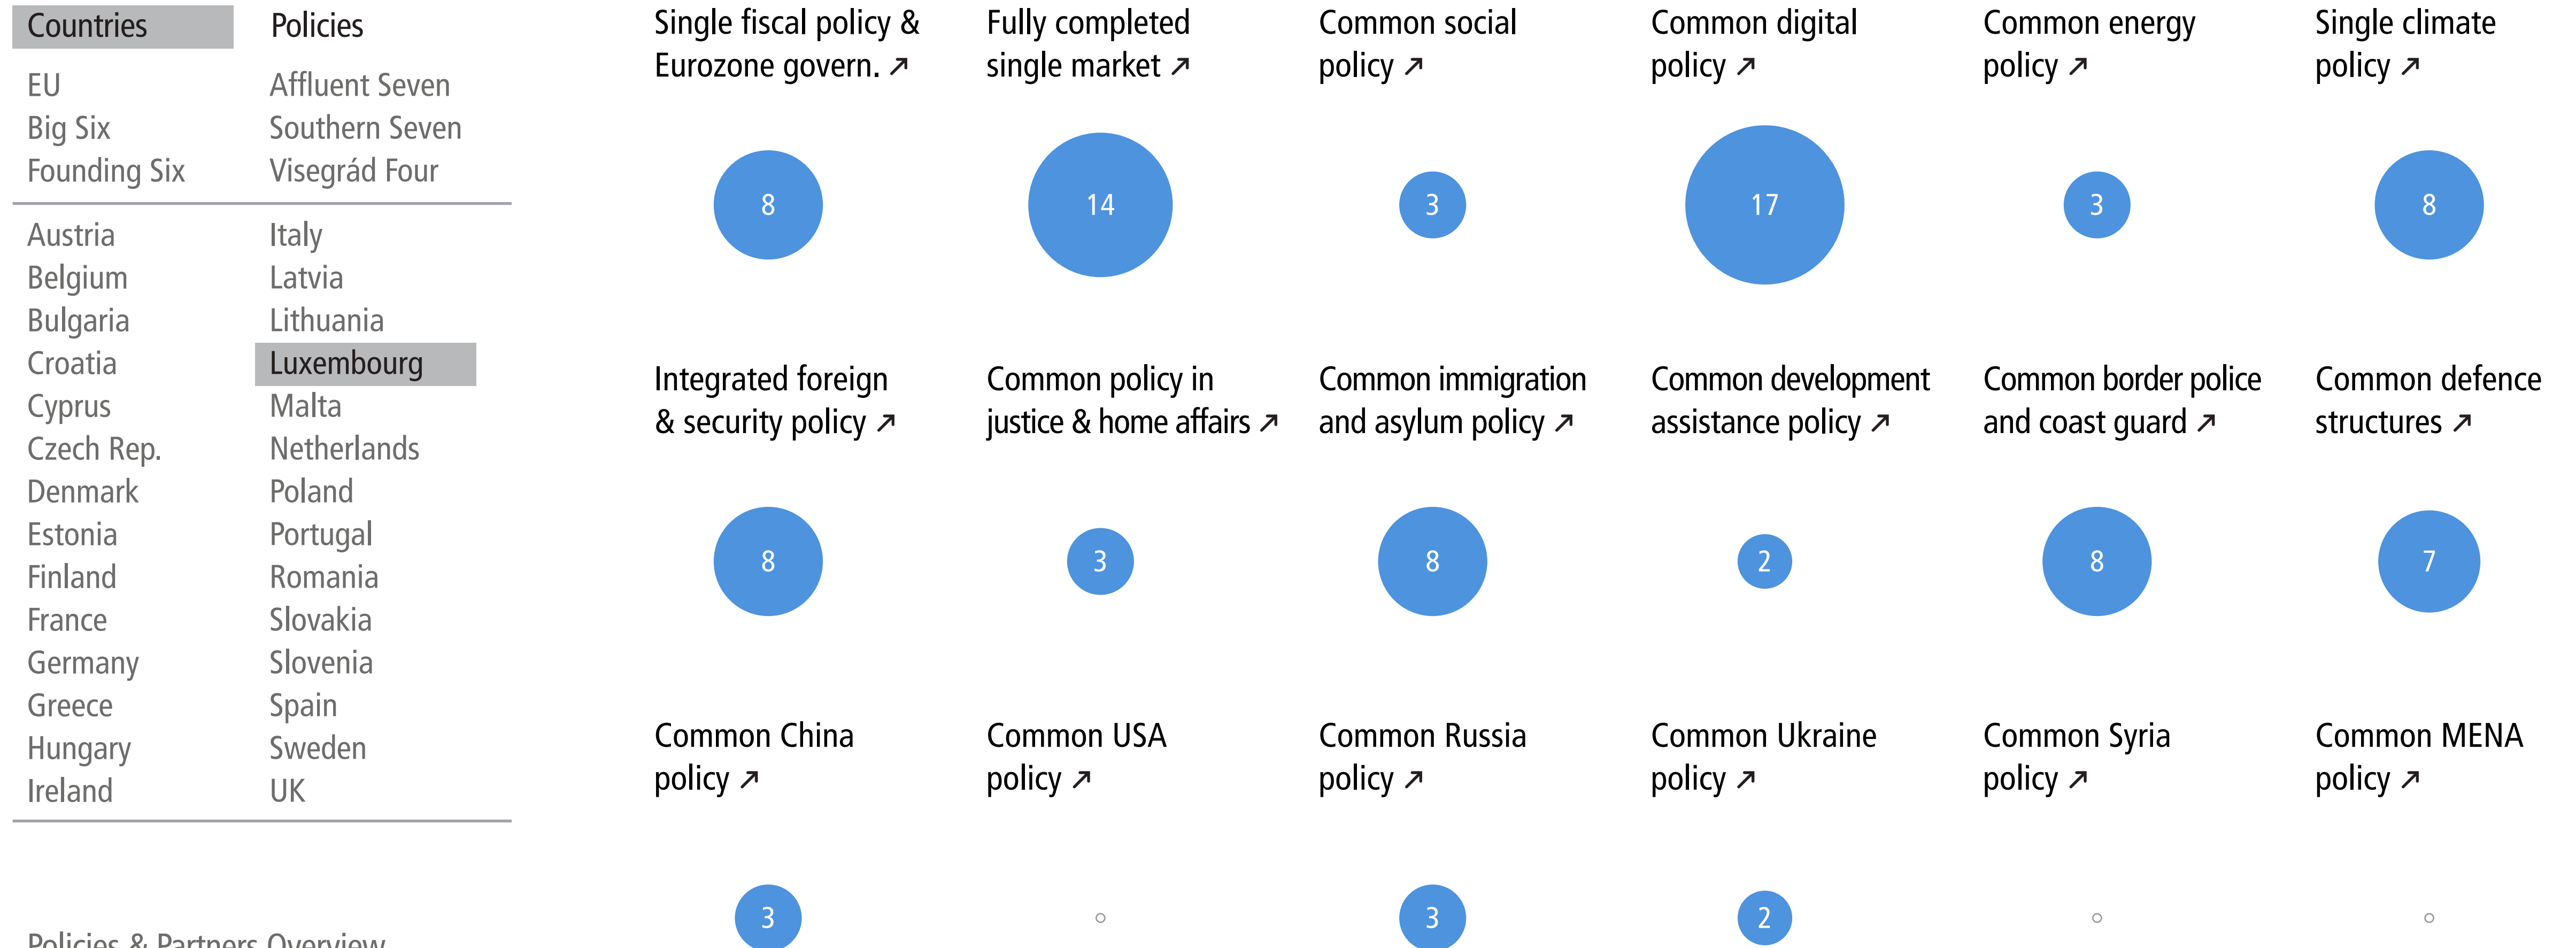 Countries
Policies
EU
Affluent Seven
Big Six
Southern Seven
Founding Six
Visegrád Four
Austria
Italy
Belgium
Latvia
Bulgaria
Lithuania
Croatia
Luxembourg
Cyprus
Malta
Czech Rep.
Netherlands
Denmark
Poland
Estonia
Portugal
Finland
Romania
France
Slovakia
Germany
Slovenia
Greece
Spain
Hungary
Sweden
Ireland
UK
Policies & Partners Overview
Single fiscal policy &
Eurozone govern. ↗
8
Fully completed
single market ↗
14
Common social
policy ↗
3
Common digital
policy ↗
17
Common energy
policy ↗
3
Single climate
policy ↗
8
Integrated foreign
& security policy ↗
8
Common policy in
justice & home affairs ↗
3
Common immigration
and asylum policy ↗
8
Common development
assistance policy ↗
2
Common border police
and coast guard ↗
8
Common defence
structures ↗
7
Common China
policy ↗
3
Common USA
policy ↗
Common Russia
policy ↗
3
Common Ukraine
policy ↗
2
Common Syria
policy ↗
Common MENA
policy ↗